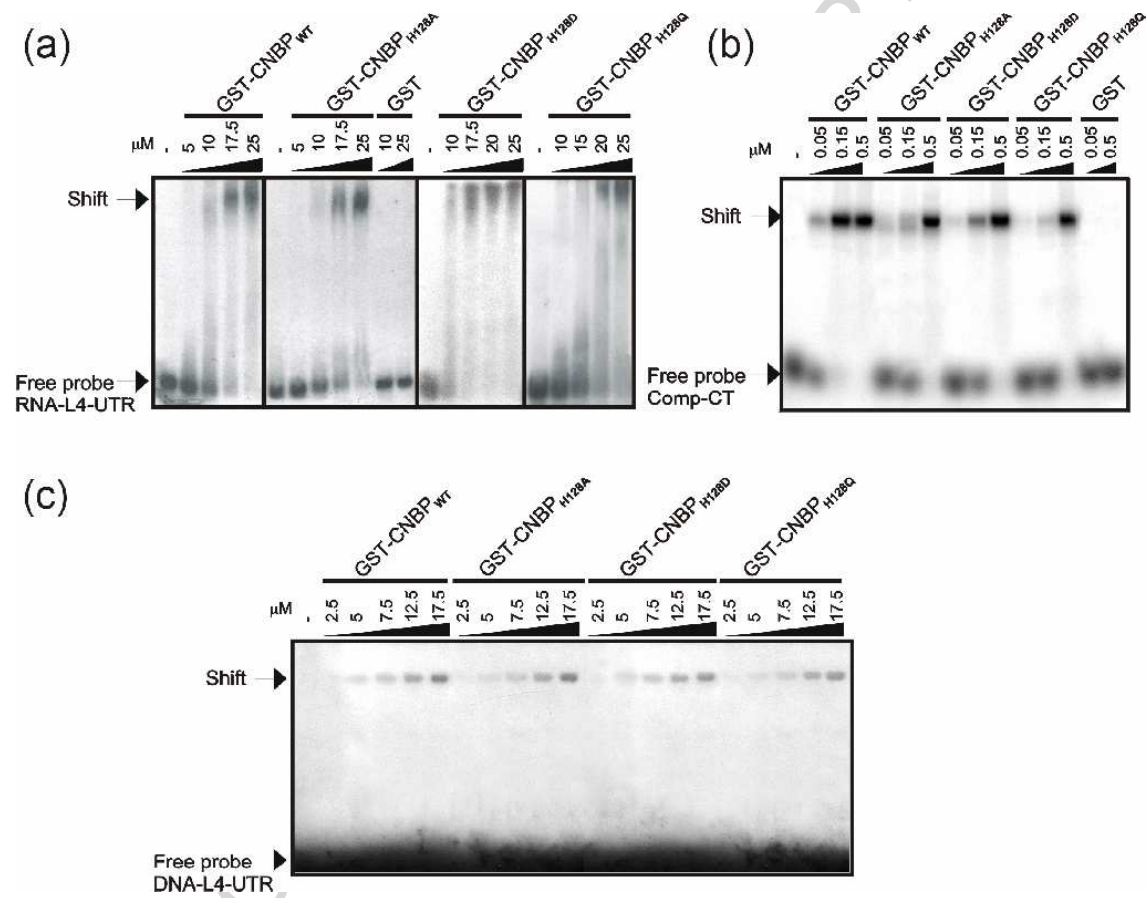 (a)
GST-CNBP WT
GST-CNBP H128A
GST
GST-CNBP H128D
GST-CNBP H128Q
μM - 5 10 17.5 25 - 5 10 17.5 25 10 25 - 10 17.5 20 25 - 10 15 20 25
Shift
Free probe
RNA-L4-UTR
(b)
GST-CNBP WT
GST-CNBP H128A
GST-CNBP H128D
GST-CNBP H128Q
GST
μM - 0.05 0.15 0.5 0.05 0.15 0.5 0.05 0.15 0.5 0.05 0.15 0.5 0.05 0.5
Shift
Free probe
Comp-CT
(c)
GST-CNBP WT
GST-CNBP H128A
GST-CNBP H128D
GST-CNBP H128Q
μM - 2.5 5 7.5 12.5 17.5 2.5 5 7.5 12.5 17.5 2.5 5 7.5 12.5 17.5 2.5 5 7.5 12.5 17.5
Shift
Free probe
DNA-L4-UTR